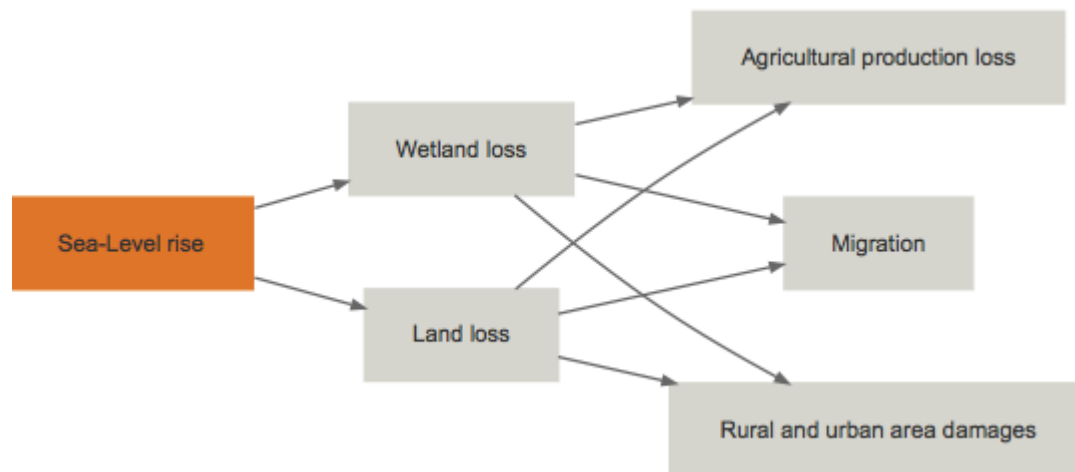 Agricultural production loss
Wetland loss
Sea-Level rise
Migration
Land loss
Rural and urban area damages